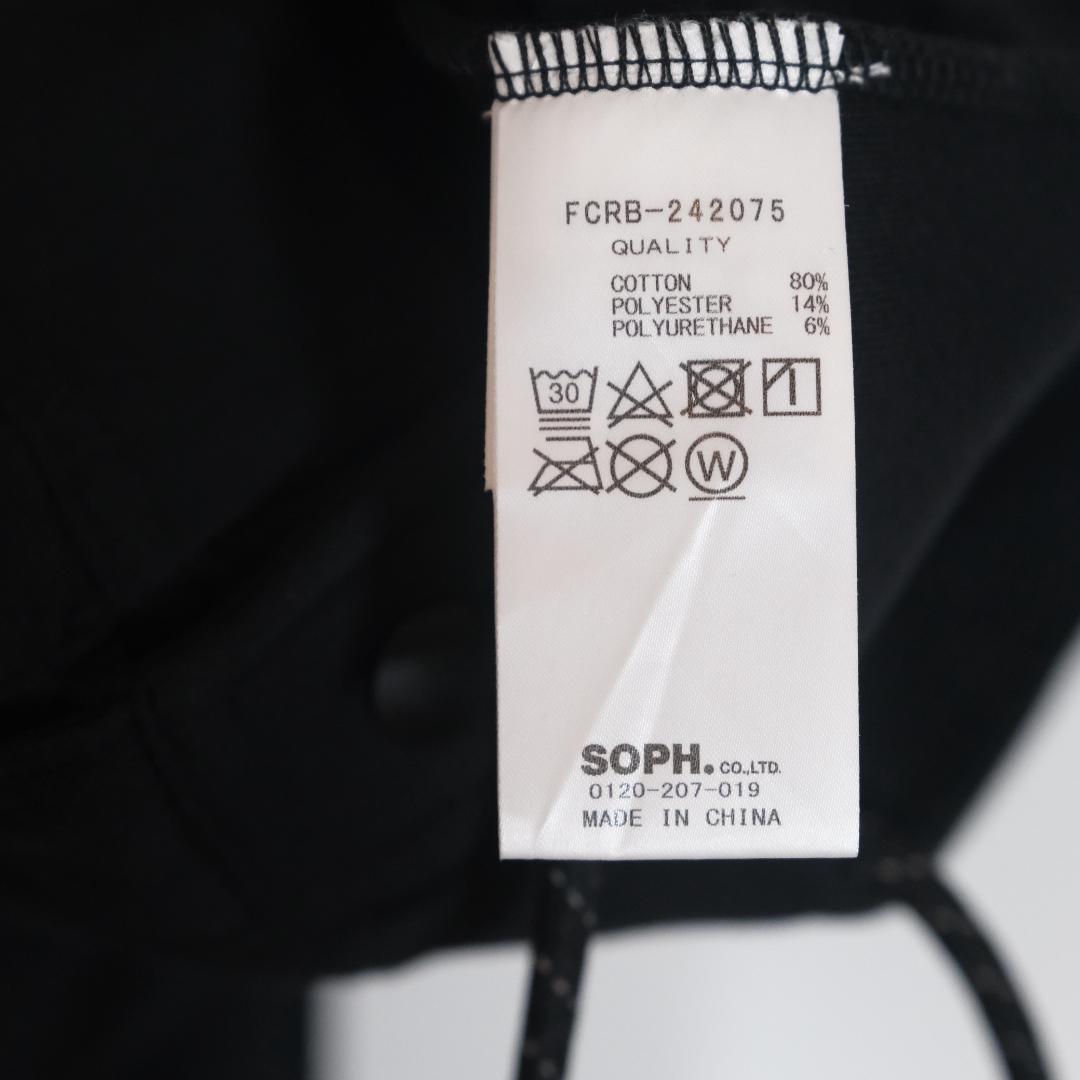 FCRB-242075
QUALITY
COTTON 80%
POLYESTER 14%
POLYURETHANE 6%
30
W
SOPH. CO.,LTD.
0120-207-019
MADE IN CHINA